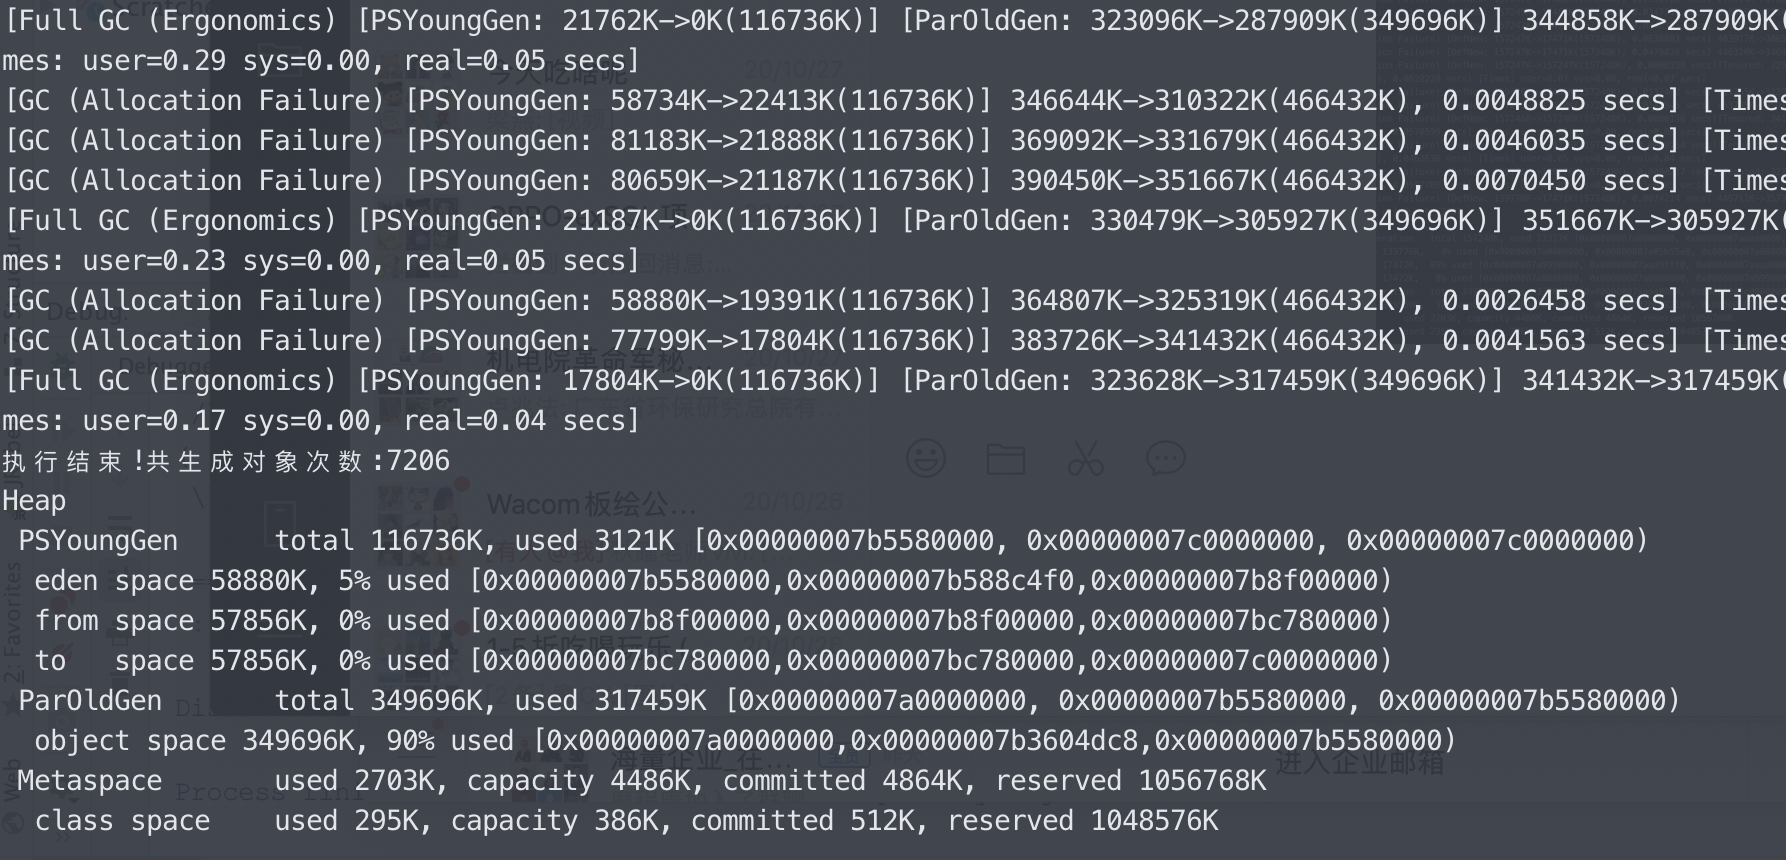 [Full GC (Ergonomics) [PSYoungGen: 21762K->0K(116736K)] [ParOldGen: 323096K->287909K(349696K)] 344858K->287909K(
mes: user=0.29 sys=0.00, real=0.05 secs]
[GC (Allocation Failure) [PSYoungGen: 58734K->22413K(116736K)] 346644K->310322K(466432K), 0.0048825 secs] [Times
[GC (Allocation Failure) [PSYoungGen: 81183K->21888K(116736K)] 369092K->331679K(466432K), 0.0046035 secs] [Times
[GC (Allocation Failure) [PSYoungGen: 80659K->21187K(116736K)] 390450K->351667K(466432K), 0.0070450 secs] [Times
[Full GC (Ergonomics) [PSYoungGen: 21187K->0K(116736K)] [ParOldGen: 330479K->305927K(349696K)] 351667K->305927K(
mes: user=0.23 sys=0.00, real=0.05 secs]
[GC (Allocation Failure) [PSYoungGen: 58880K->19391K(116736K)] 364807K->325319K(466432K), 0.0026458 secs] [Times
[GC (Allocation Failure) [PSYoungGen: 77799K->17804K(116736K)] 383726K->341432K(466432K), 0.0041563 secs] [Times
[Full GC (Ergonomics) [PSYoungGen: 17804K->0K(116736K)] [ParOldGen: 323628K->317459K(349696K)] 341432K->317459K(
mes: user=0.17 sys=0.00, real=0.04 secs]
执行结束!共生成对象次数:7206
Heap
PSYoungGen total 116736K, used 3121K [0x00000007b5580000, 0x00000007c0000000, 0x00000007c0000000)
eden space 58880K, 5% used [0x00000007b5580000,0x00000007b588c4f0,0x00000007b8f00000)
from space 57856K, 0% used [0x00000007b8f00000,0x00000007b8f00000,0x00000007bc780000)
to space 57856K, 0% used [0x00000007bc780000,0x00000007bc780000,0x00000007c0000000)
ParOldGen total 349696K, used 317459K [0x00000007a0000000, 0x00000007b5580000, 0x00000007b5580000)
object space 349696K, 90% used [0x00000007a0000000,0x00000007b3604dc8,0x00000007b5580000)
Metaspace used 2703K, capacity 4486K, committed 4864K, reserved 1056768K
class space used 295K, capacity 386K, committed 512K, reserved 1048576K